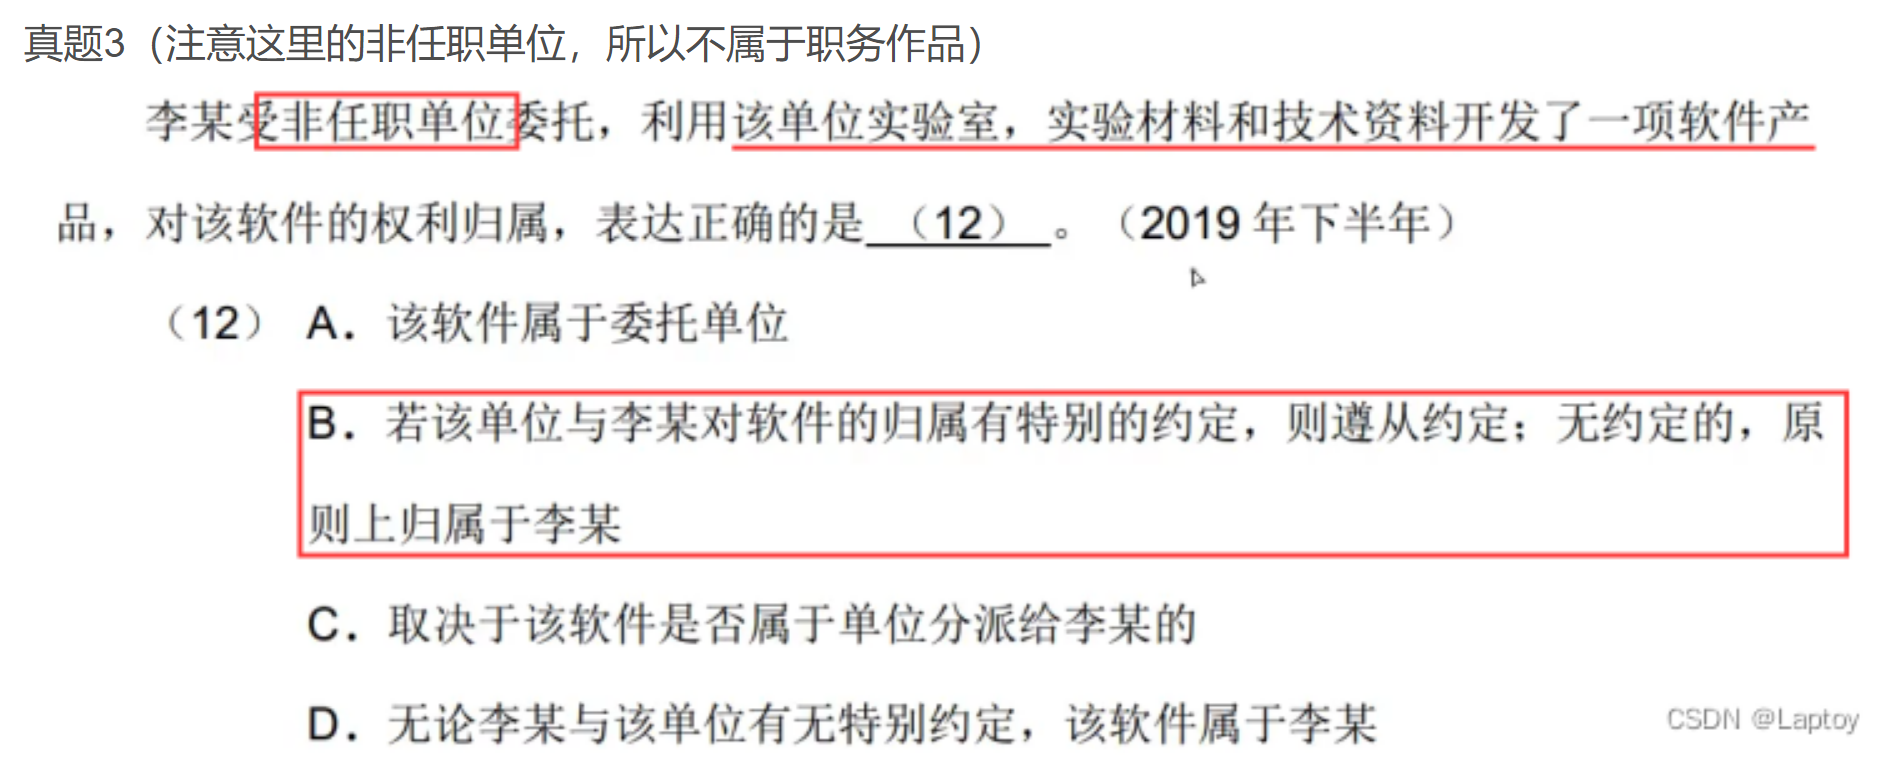 真题3（注意这里的非任职单位，所以不属于职务作品）
李某受非任职单位委托，利用该单位实验室，实验材料和技术资料开发了一项软件产
品，对该软件的权利归属，表达正确的是 （12） 。（2019 年下半年）
（12） A．该软件属于委托单位
B．若该单位与李某对软件的归属有特别的约定，则遵从约定；无约定的，原
则上归属于李某
C．取决于该软件是否属于单位分派给李某的
D．无论李某与该单位有无特别约定，该软件属于李某
CSDN @Laptoy